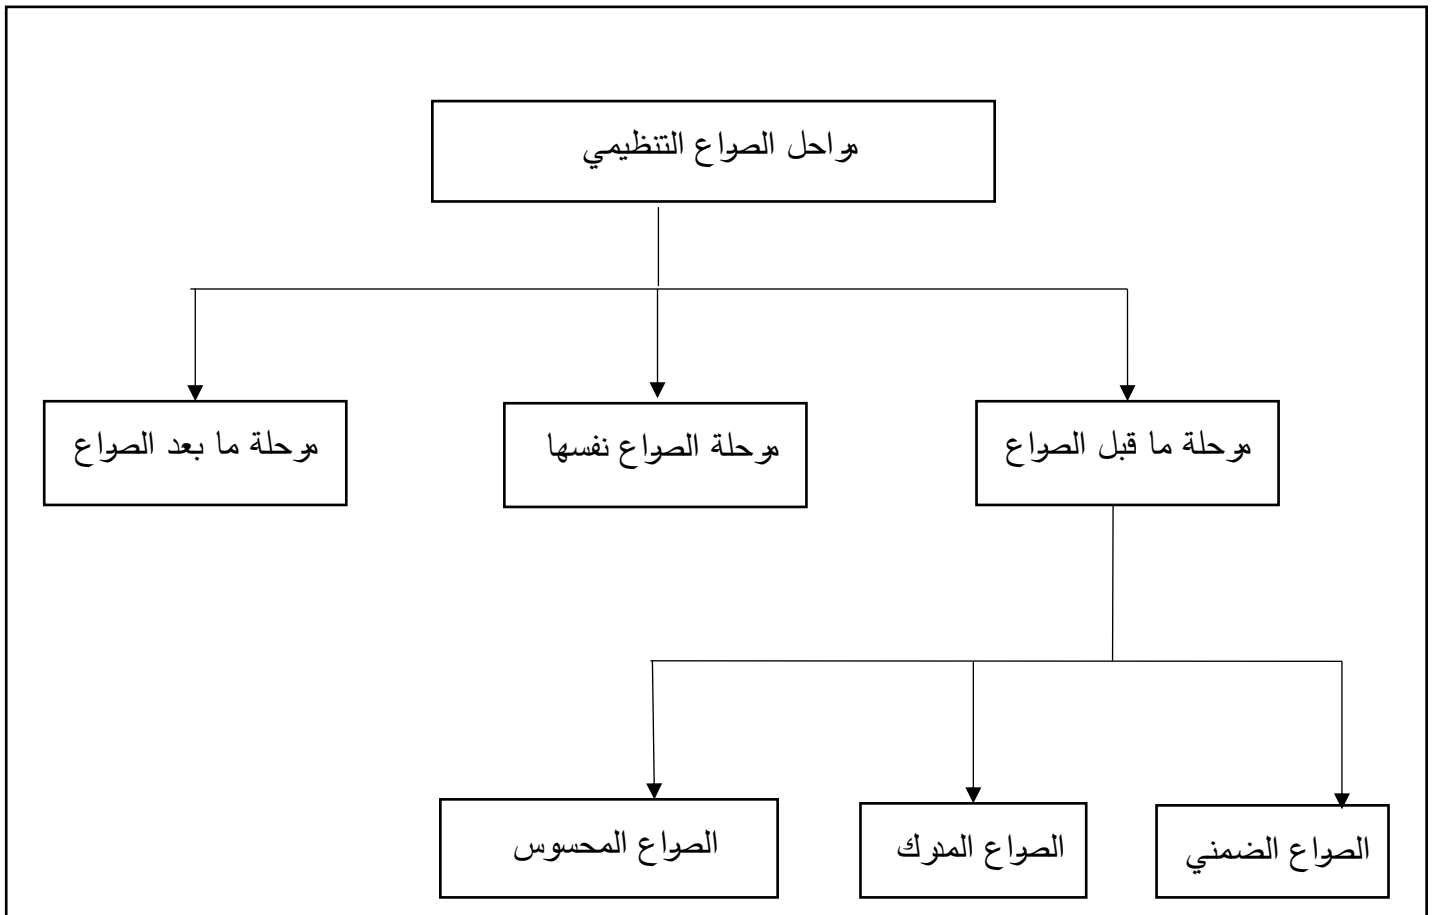 مراحل الصراع التنظيمي
مرحلة ما قبل الصراع
مرحلة الصراع نفسها
مرحلة ما بعد الصراع
الصراع الضمني
الصراع المدرك
الصراع المحسوس